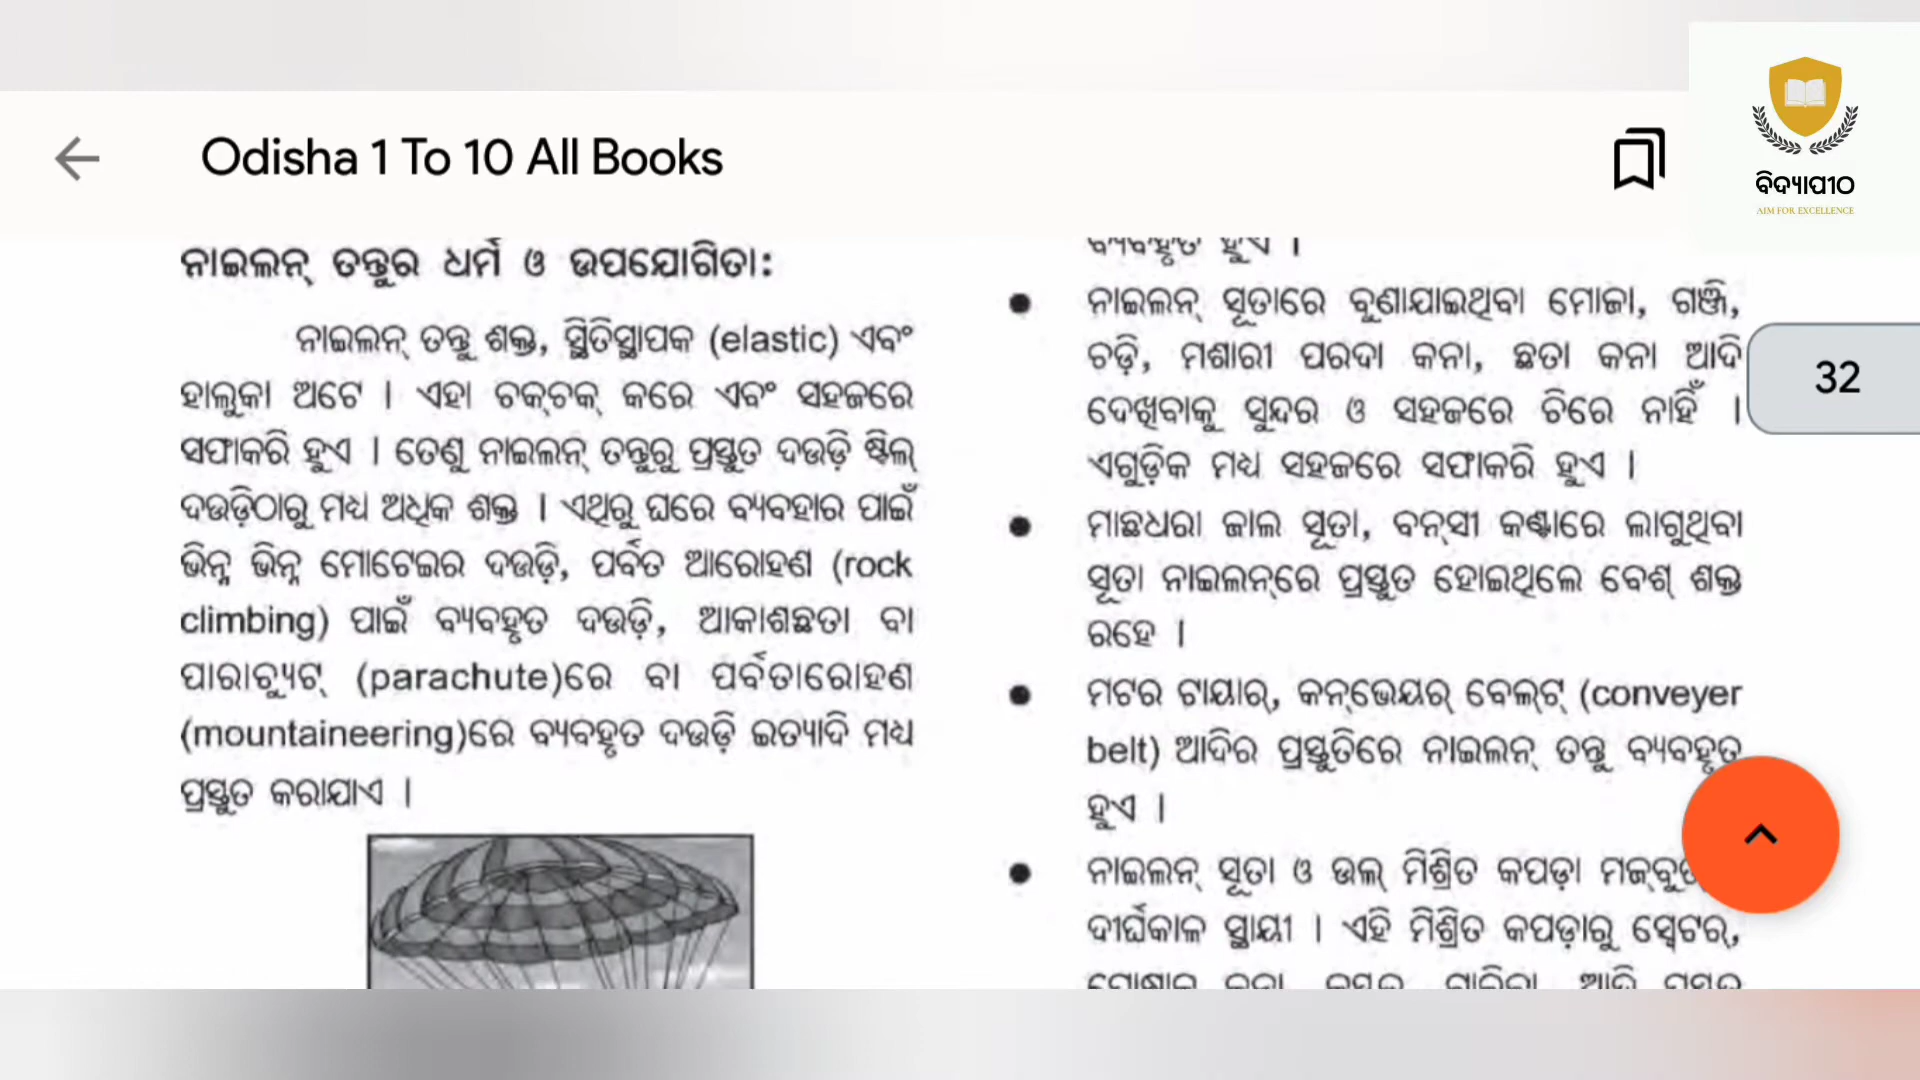 Odisha 1 To 10 All Books
ବିଦ୍ୟାପୀଠ
AIM FOR EXCELLENCE
32
ନାଇଲନ୍ ତନ୍ତୁର ଧର୍ମ ଓ ଉପଯୋଗିତା:
ନାଇଲନ୍ ତନ୍ତୁ ଶକ୍ତ, ସ୍ଥିତିସ୍ଥାପକ (elastic) ଏବଂ
ହାଲୁକା ଅଟେ । ଏହା ଚକ୍‌ଚକ୍ କରେ ଏବଂ ସହଜରେ
ସଫାକରି ହୁଏ । ତେଣୁ ନାଇଲନ୍ ତନ୍ତୁରୁ ପ୍ରସ୍ତୁତ ଦଉଡ଼ି ଷ୍ଟିଲ୍
ଦଉଡ଼ିଠାରୁ ମଧ୍ୟ ଅଧିକ ଶକ୍ତ । ଏଥିରୁ ଘରେ ବ୍ୟବହାର ପାଇଁ
ଭିନ୍ନ ଭିନ୍ନ ମୋଟେଇର ଦଉଡ଼ି, ପର୍ବତ ଆରୋହଣ (rock
climbing) ପାଇଁ ବ୍ୟବହୃତ ଦଉଡ଼ି, ଆକାଶଛତା ବା
ପାରାଚ୍ୟୁଟ୍ (parachute)ରେ ବା ପର୍ବତାରୋହଣ
(mountaineering)ରେ ବ୍ୟବହୃତ ଦଉଡ଼ି ଇତ୍ୟାଦି ମଧ୍ୟ
ପ୍ରସ୍ତୁତ କରାଯାଏ ।
ବ୍ୟବହୃତ ହୁଏ ।
● ନାଇଲନ୍ ସୂତାରେ ବୁଣାଯାଇଥିବା ମୋଜା, ଗଞ୍ଜି,
ଚଡ଼ି, ମଶାରୀ ପରଦା କନା, ଛତା କନା ଆଦି
ଦେଖିବାକୁ ସୁନ୍ଦର ଓ ସହଜରେ ଚିରେ ନାହିଁ ।
ଏଗୁଡ଼ିକ ମଧ୍ୟ ସହଜରେ ସଫାକରି ହୁଏ ।
● ମାଛଧରା ଜାଲ ସୂତା, ବନ୍‌ସୀ କଣ୍ଟାରେ ଲାଗୁଥିବା
ସୂତା ନାଇଲନ୍‌ରେ ପ୍ରସ୍ତୁତ ହୋଇଥିଲେ ବେଶ୍ ଶକ୍ତ
ରହେ ।
● ମଟର ଟାୟାର୍, କନ୍‌ଭେୟର୍ ବେଲ୍‌ଟ୍ (conveyer
belt) ଆଦିର ପ୍ରସ୍ତୁତିରେ ନାଇଲନ୍ ତନ୍ତୁ ବ୍ୟବହୃତ
ହୁଏ ।
● ନାଇଲନ୍ ସୂତା ଓ ଉଲ୍ ମିଶ୍ରିତ କପଡ଼ା
ଦୀର୍ଘକାଳ ସ୍ଥାୟୀ । ଏହି ମିଶ୍ରିତ କପଡ଼ାରୁ ସ୍ୱେଟର୍,